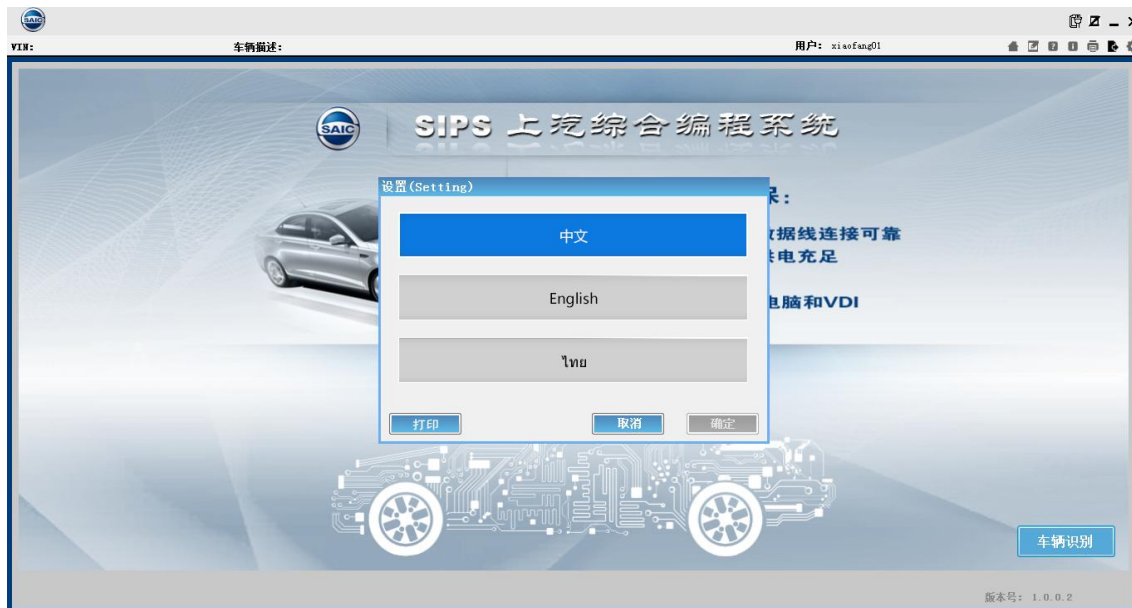 SAIC
VIN:
车辆描述:
用户: xiaofang01
SAIC
SIPS 上汽综合编程系统
设置(Setting)
中文
English
ไทย
打印
取消
确定
:
据线连接可靠
电充足
电脑和VDI
车辆识别
版本号: 1.0.0.2